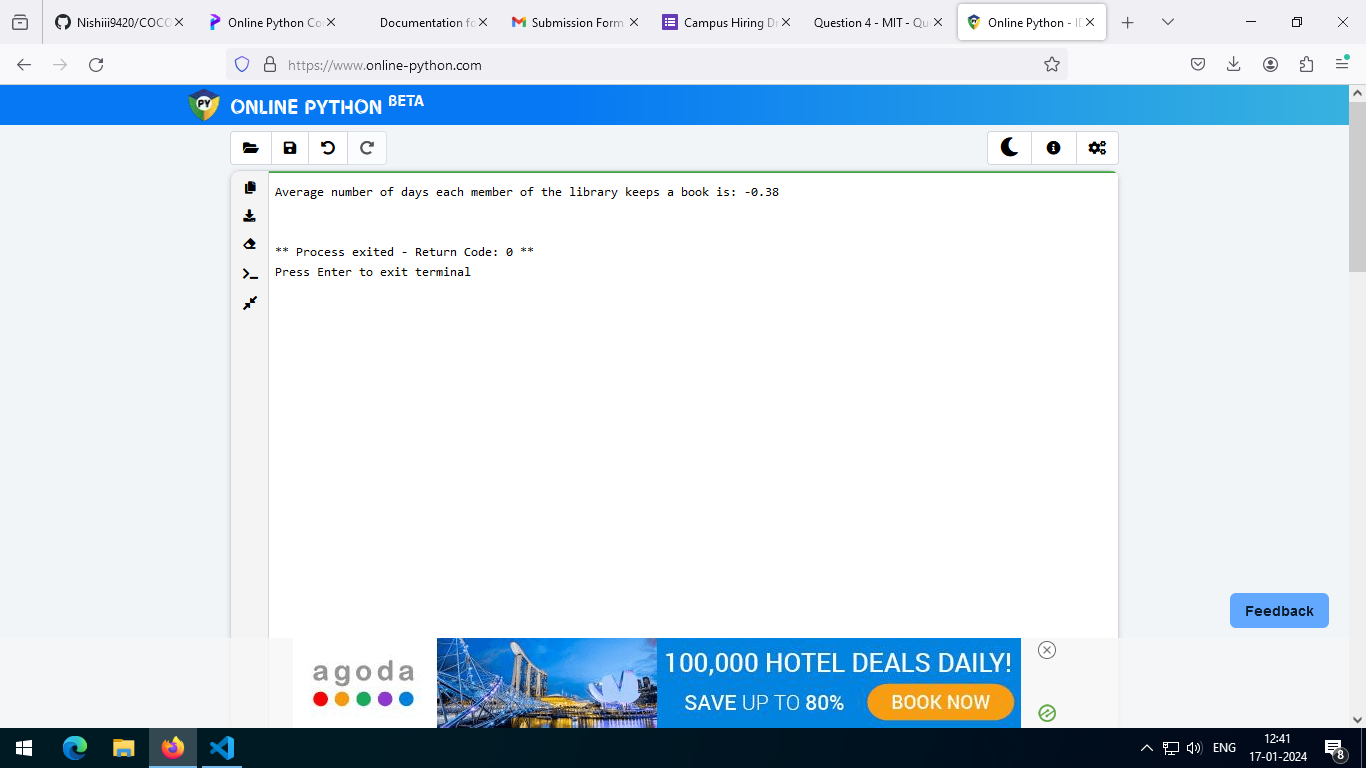 Nishiii9420/COCO
Online Python Co
Documentation fo
Submission Form
Campus Hiring Dr
Question 4 - MIT - Qu
Online Python - ID
https://www.online-python.com
PY
ONLINE PYTHON BETA
Average number of days each member of the library keeps a book is: -0.38
** Process exited - Return Code: 0 **
Press Enter to exit terminal
Feedback
agoda
100,000 HOTEL DEALS DAILY!
SAVE UP TO 80%
BOOK NOW
ENG
12:41
17-01-2024
8